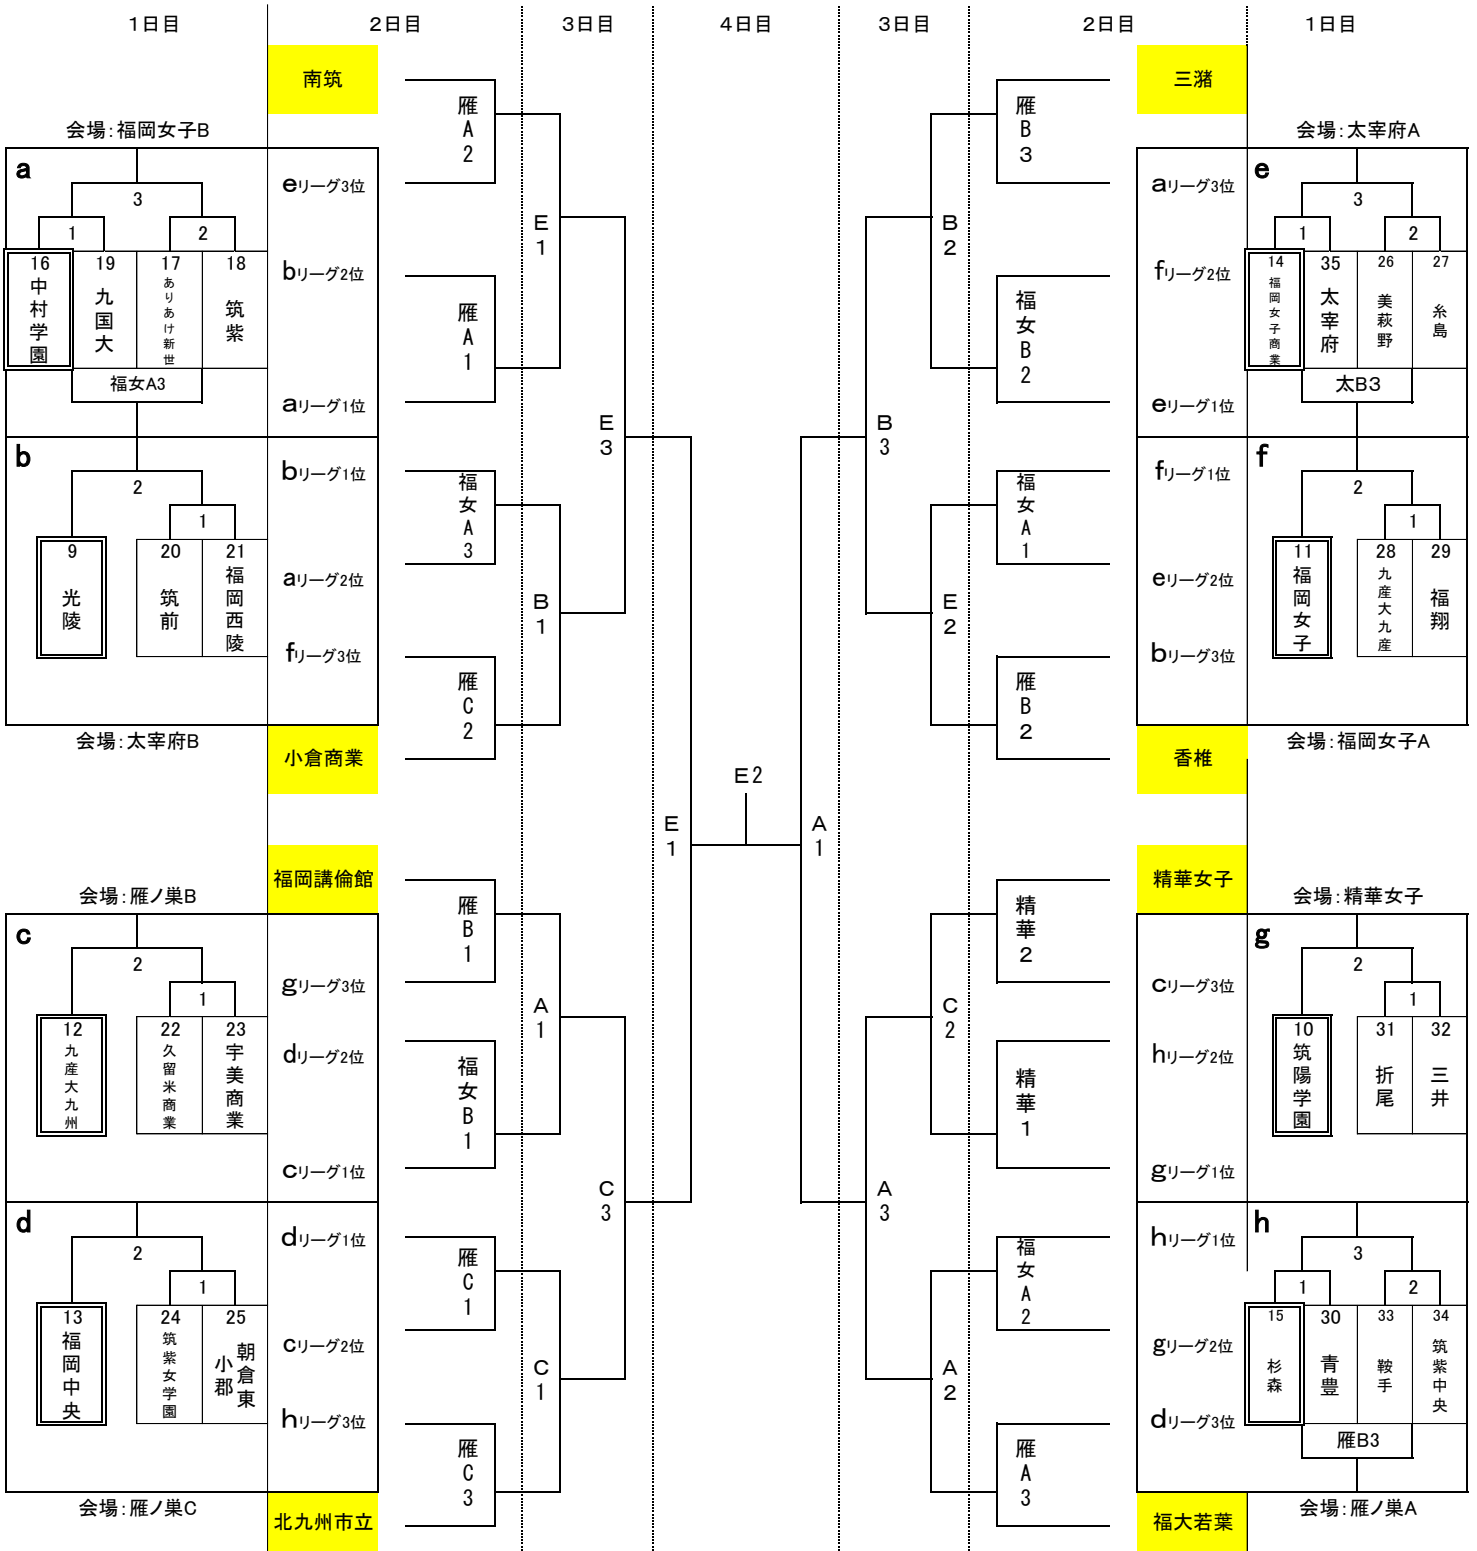 1日目
2日目
3日目
4日目
3日目
2日目
1日目
南筑
三潴
会場：福岡女子B
会場：太宰府A
a
3
1
2
16 中村学園
19 九国大
17 ありあけ新世
18 筑紫
福女A3
b
2
1
9 光陵
20 筑前
21 福岡西陵
会場：太宰府B
eリーグ3位
bリーグ2位
aリーグ1位
bリーグ1位
aリーグ2位
fリーグ3位
小倉商業
雁A2
雁A1
福女A3
雁C2
E1
B1
E3
会場：雁ノ巣B
福岡講倫館
c
2
1
12 九産大九州
22 久留米商業
23 宇美商業
d
2
1
13 福岡中央
24 筑紫女学園
25 朝倉東
小郡
会場：雁ノ巣C
gリーグ3位
dリーグ2位
cリーグ1位
dリーグ1位
cリーグ2位
hリーグ3位
北九州市立
雁B1
福女B1
雁C1
雁C3
A1
C1
C3
E1
E2
A1
B3
B2
E2
雁B3
福女B2
福女A1
雁B2
aリーグ3位
fリーグ2位
eリーグ1位
fリーグ1位
eリーグ2位
bリーグ3位
香椎
e
3
1
2
14 福岡女子商業
35 太宰府
26 美萩野
27 糸島
太B3
f
2
1
11 福岡女子
28 九産大九産
29 福翔
会場：福岡女子A
A3
C2
A2
精華2
精華1
福女A2
雁A3
精華女子
会場：精華女子
cリーグ3位
hリーグ2位
gリーグ1位
hリーグ1位
gリーグ2位
dリーグ3位
福大若葉
g
2
1
10 筑陽学園
31 折尾
32 三井
h
3
1
2
15 杉森
30 青豊
33 鞍手
34 筑紫中央
雁B3
会場：雁ノ巣A